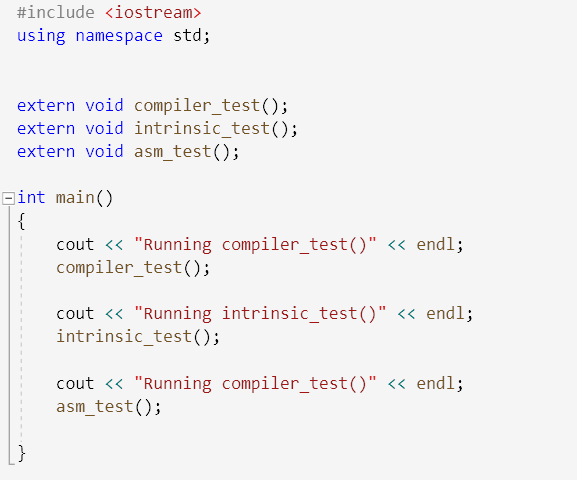 #include <iostream>
using namespace std;
extern void compiler_test();
extern void intrinsic_test();
extern void asm_test();
int main()
{
cout << "Running compiler_test()" << endl;
compiler_test();
cout << "Running intrinsic_test()" << endl;
intrinsic_test();
cout << "Running compiler_test()" << endl;
asm_test();
}